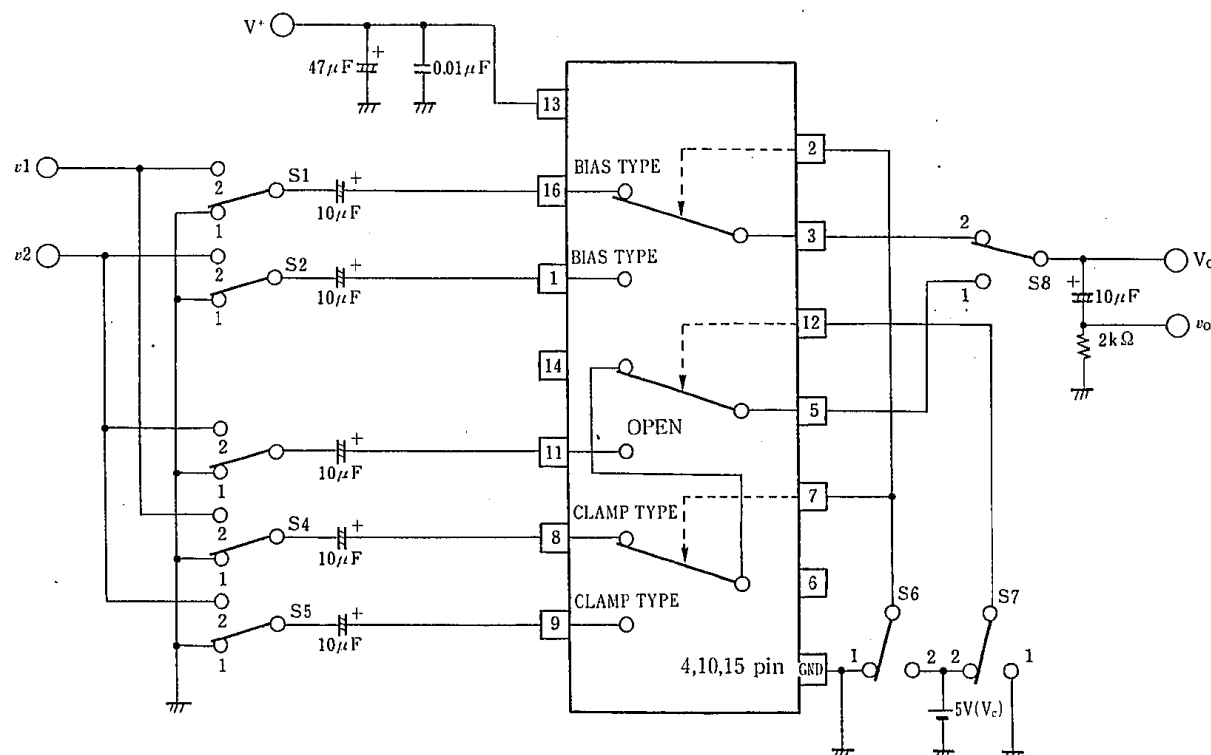 V+
47μF
+
0.01μF
13
v1
2
S1
+
BIAS TYPE
2
1
10μF
16
3
2
v2
2
S2
+
BIAS TYPE
1
10μF
1
1
S8
+
10μF
Vo
vo
2kΩ
12
14
5
2
+
OPEN
1
10μF
11
7
2
S4
+
CLAMP TYPE
1
10μF
8
6
2
S5
+
CLAMP TYPE
1
10μF
9
S6
S7
4,10,15 pin
GND
1
2
2
1
5V(Vc)